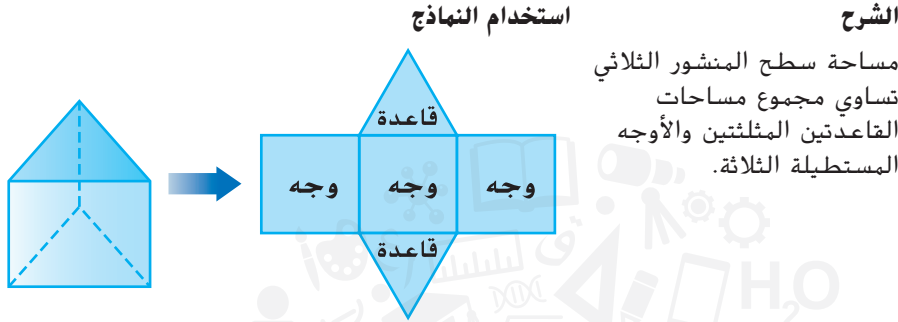 الشرح
مساحة سطح المنشور الثلاثي
تساوي مجموع مساحات
القاعدتين المثلثتين والأوجه
المستطيلة الثلاثة.
استخدام النماذج
قاعدة
وجه وجه وجه
قاعدة
H₂O